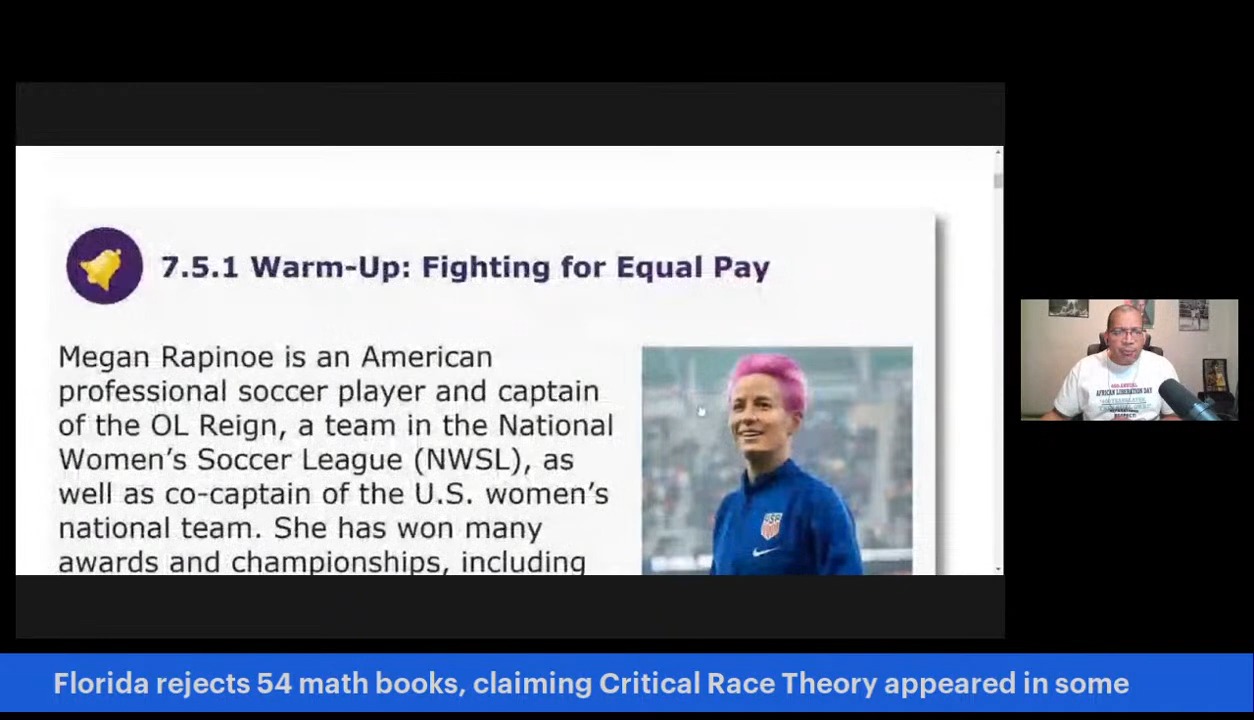 7.5.1 Warm-Up: Fighting for Equal Pay
Megan Rapinoe is an American
professional soccer player and captain
of the OL Reign, a team in the National
Women's Soccer League (NWSL), as
well as co-captain of the U.S. women's
national team. She has won many
awards and championships, including
AFRICAN LIBERATION DAY
Florida rejects 54 math books, claiming Critical Race Theory appeared in some